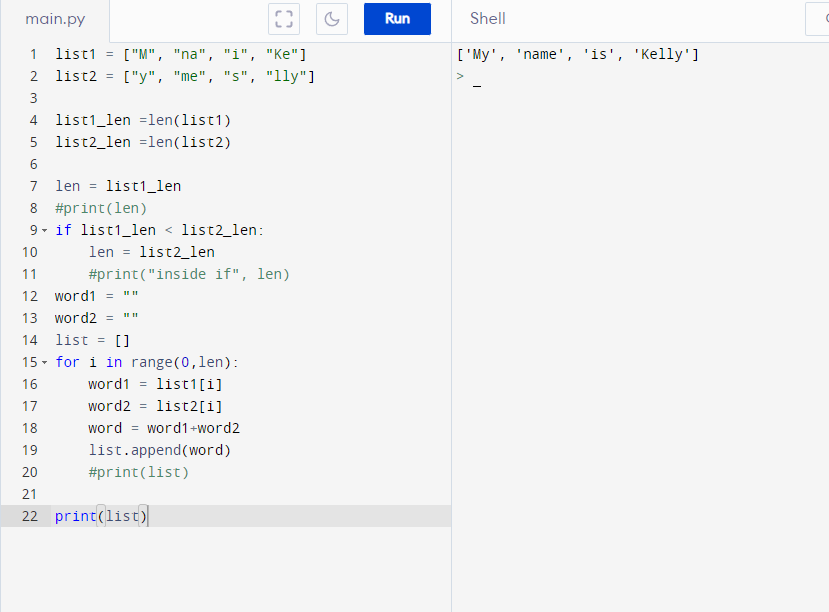 main.py
Run
Shell
1 list1 = ["M", "na", "i", "Ke"]
2 list2 = ["y", "me", "s", "lly"]
3
4 list1_len =len(list1)
5 list2_len =len(list2)
6
7 len = list1_len
8 #print(len)
9 if list1_len < list2_len:
10     len = list2_len
11     #print("inside if", len)
12 word1 = ""
13 word2 = ""
14 list = []
15 for i in range(0,len):
16     word1 = list1[i]
17     word2 = list2[i]
18     word = word1+word2
19     list.append(word)
20     #print(list)
21
22 print(list)
['My', 'name', 'is', 'Kelly']
> _